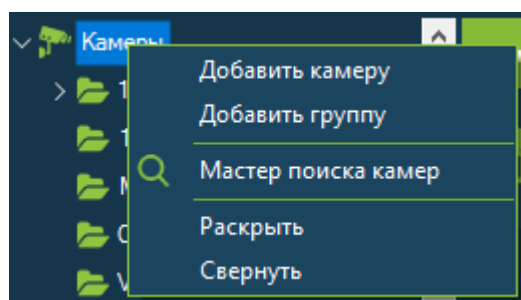 Камеры
Добавить камеру
Добавить группу
Мастер поиска камер
Раскрыть
Свернуть